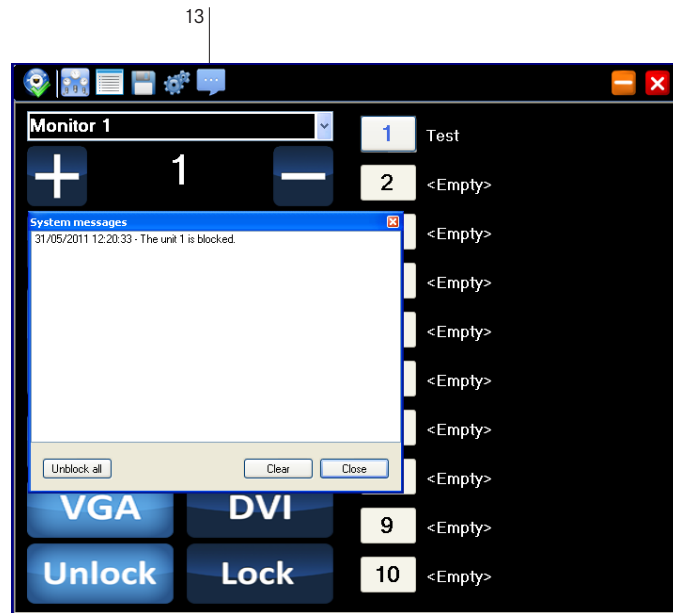 13
Monitor 1
1
System messages
31/05/2011 12:20:33 - The unit 1 is blocked.
Unblock all
Clear
Close
VGA
DVI
Unlock
Lock
1 Test
2 <Empty>
<Empty>
<Empty>
<Empty>
<Empty>
<Empty>
<Empty>
9 <Empty>
10 <Empty>